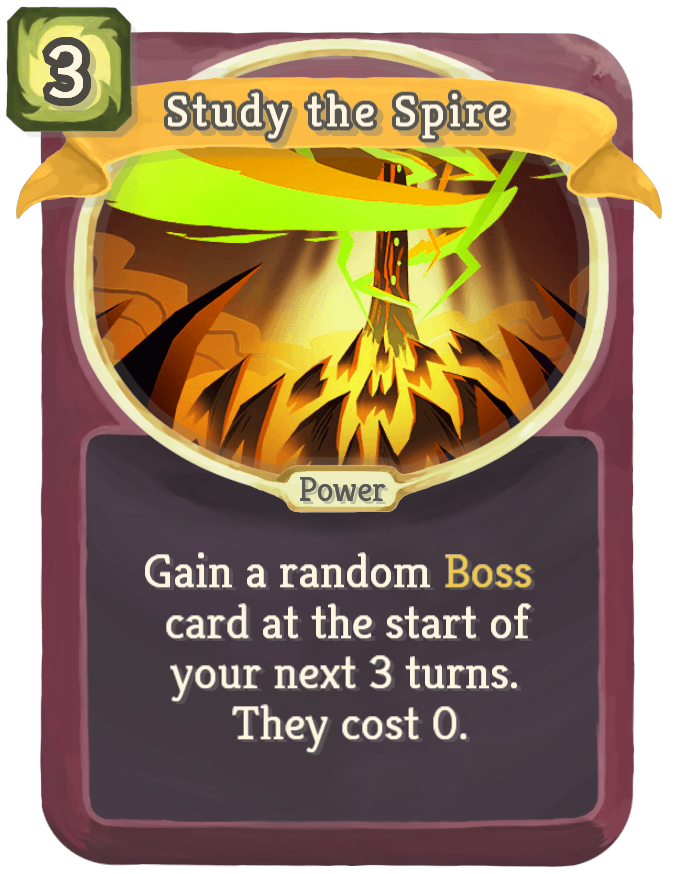 3
Study the Spire
Power
Gain a random Boss
card at the start of
your next 3 turns.
They cost 0.